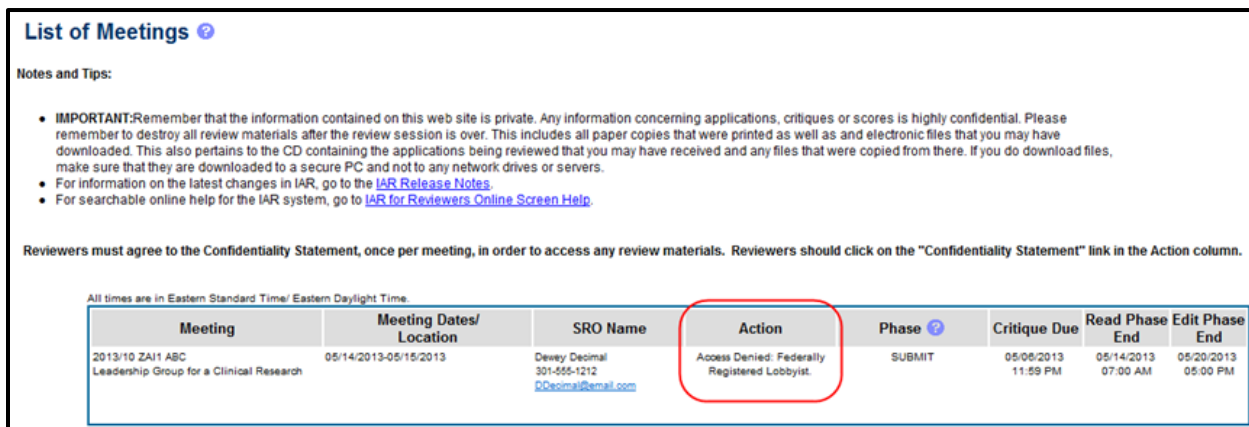 List of Meetings ?
Notes and Tips:
• IMPORTANT:Remember that the information contained on this web site is private. Any information concerning applications, critiques or scores is highly confidential. Please
remember to destroy all review materials after the review session is over. This includes all paper copies that were printed as well as and electronic files that you may have
downloaded. This also pertains to the CD containing the applications being reviewed that you may have received and any files that were copied from there. If you do download files,
make sure that they are downloaded to a secure PC and not to any network drives or servers.
• For information on the latest changes in IAR, go to the IAR Release Notes.
• For searchable online help for the IAR system, go to IAR for Reviewers Online Screen Help.
Reviewers must agree to the Confidentiality Statement, once per meeting, in order to access any review materials. Reviewers should click on the "Confidentiality Statement" link in the Action column.
All times are in Eastern Standard Time/ Eastern Daylight Time.
Meeting Meeting Dates/ Location SRO Name Action Phase ? Critique Due Read Phase End Edit Phase End
2013/10 ZAI1 ABC 05/14/2013-05/15/2013 Dewey Decimal Access Denied: Federally SUBMIT 05/06/2013 05/14/2013 05/20/2013
Leadership Group for a Clinical Research 301-555-1212 Registered Lobbyist. 11:59 PM 07:00 AM 05:00 PM
DDecimal@email.com